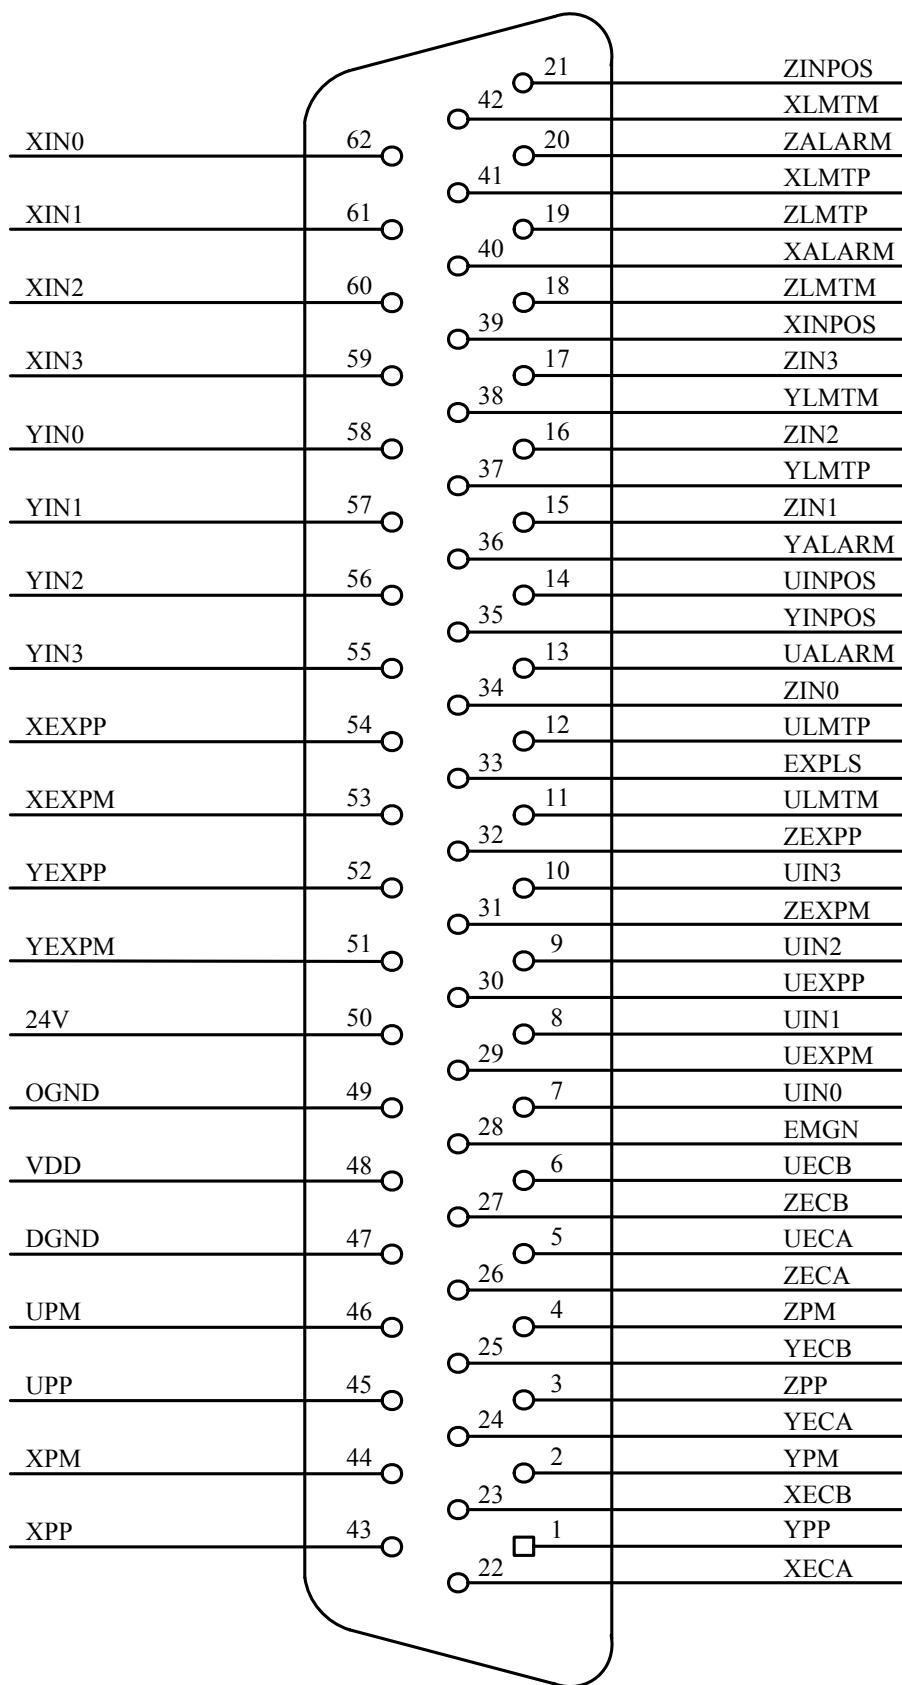 21 ZINPOS
42 XLMTM
XIN0 62 20 ZALARM
41 XLMTP
XIN1 61 19 ZLMTP
40 XALARM
XIN2 60 18 ZLMTM
39 XINPOS
XIN3 59 17 ZIN3
38 YLMTM
YIN0 58 16 ZIN2
37 YLMTP
YIN1 57 15 ZIN1
36 YALARM
YIN2 56 14 UINPOS
35 YINPOS
YIN3 55 13 UALARM
34 ZIN0
XEXPP 54 12 ULMTP
33 EXPLS
XEXPM 53 11 ULMTM
32 ZEXPP
YEXPP 52 10 UIN3
31 ZEXPM
YEXPM 51 9 UIN2
30 UEXPP
24V 50 8 UIN1
29 UEXPM
OGND 49 7 UIN0
28 EMGN
VDD 48 6 UECB
27 ZECB
DGND 47 5 UECA
26 ZECA
UPM 46 4 ZPM
25 YECB
UPP 45 3 ZPP
24 YECA
XPM 44 2 YPM
23 XECB
XPP 43 1 YPP
22 XECA